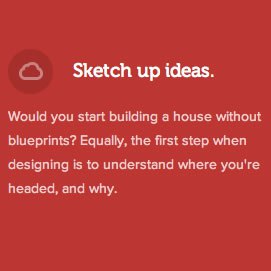 Sketch up ideas.
Would you start building a house without
blueprints? Equally, the first step when
designing is to understand where you're
headed, and why.